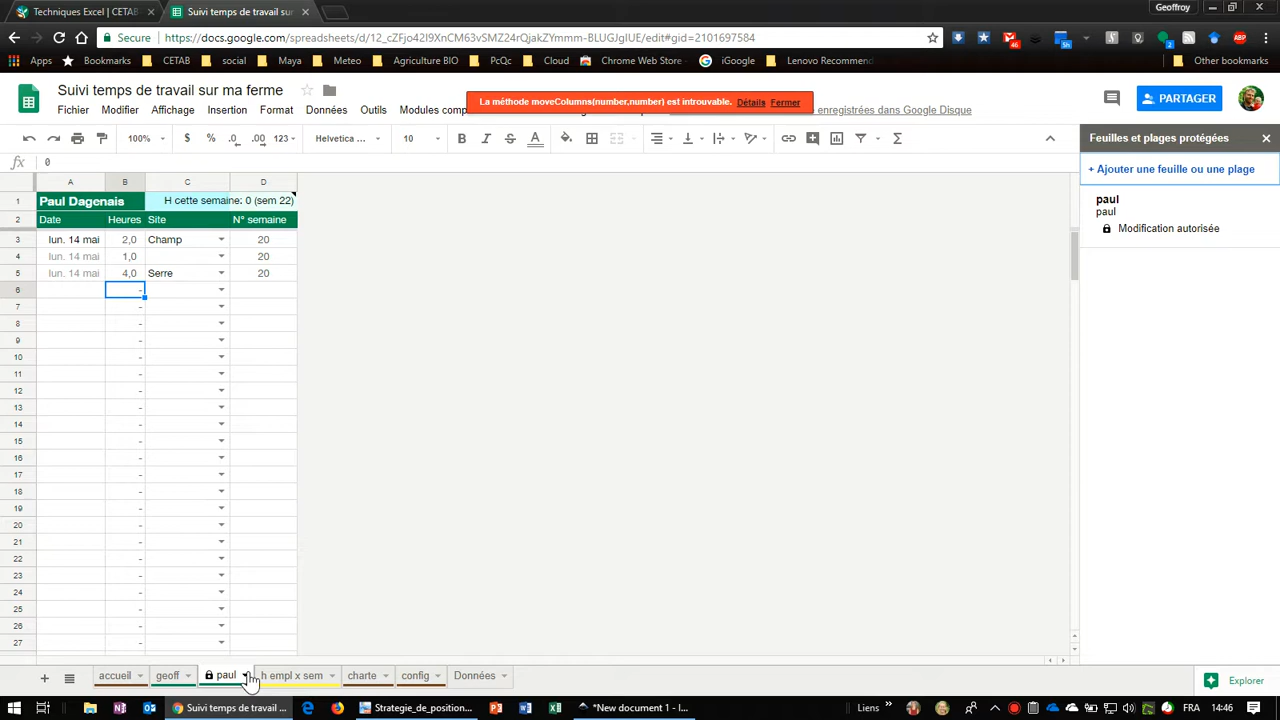 Techniques Excel | CETAB
Suivi temps de travail sur
Geoffroy
Secure
https://docs.google.com/spreadsheets/d/12_cZFjo42I9XnCM63vSMZ24rQjakZYmmm-BLUGJgIUE/edit#gid=2101697584
Apps
Bookmarks
CETAB
social
Maya
Meteo
Agriculture BIO
PcQc
Cloud
Chrome Web Store -
iGoogle
Lenovo Recommend
Other bookmarks
Suivi temps de travail sur ma ferme
Fichier Modifier Affichage Insertion Format Données Outils Modules comp
La méthode moveColumns(number,number) est introuvable. Détails Fermer
enregistrées dans Google Disque
PARTAGER
100% $ % .0 .00 123 Helvetica ... 10 B I S A
Feuilles et plages protégées
fx 0
+ Ajouter une feuille ou une plage
A B C D
1 Paul Dagenais H cette semaine: 0 (sem 22)
2 Date Heures Site N° semaine
3 lun. 14 mai 2,0 Champ 20
4 lun. 14 mai 1,0 20
5 lun. 14 mai 4,0 Serre 20
6 -
7 -
8 -
9 -
10 -
11 -
12 -
13 -
14 -
15 -
16 -
17 -
18 -
19 -
20 -
21 -
22 -
23 -
24 -
25 -
26 -
27 -
paul
paul
Modification autorisée
accueil geoff paul h empl x sem charte config Données
Explorer
Suivi temps de travail ...
Strategie_de_position...
*New document 1 - I...
Liens
FRA
14:46